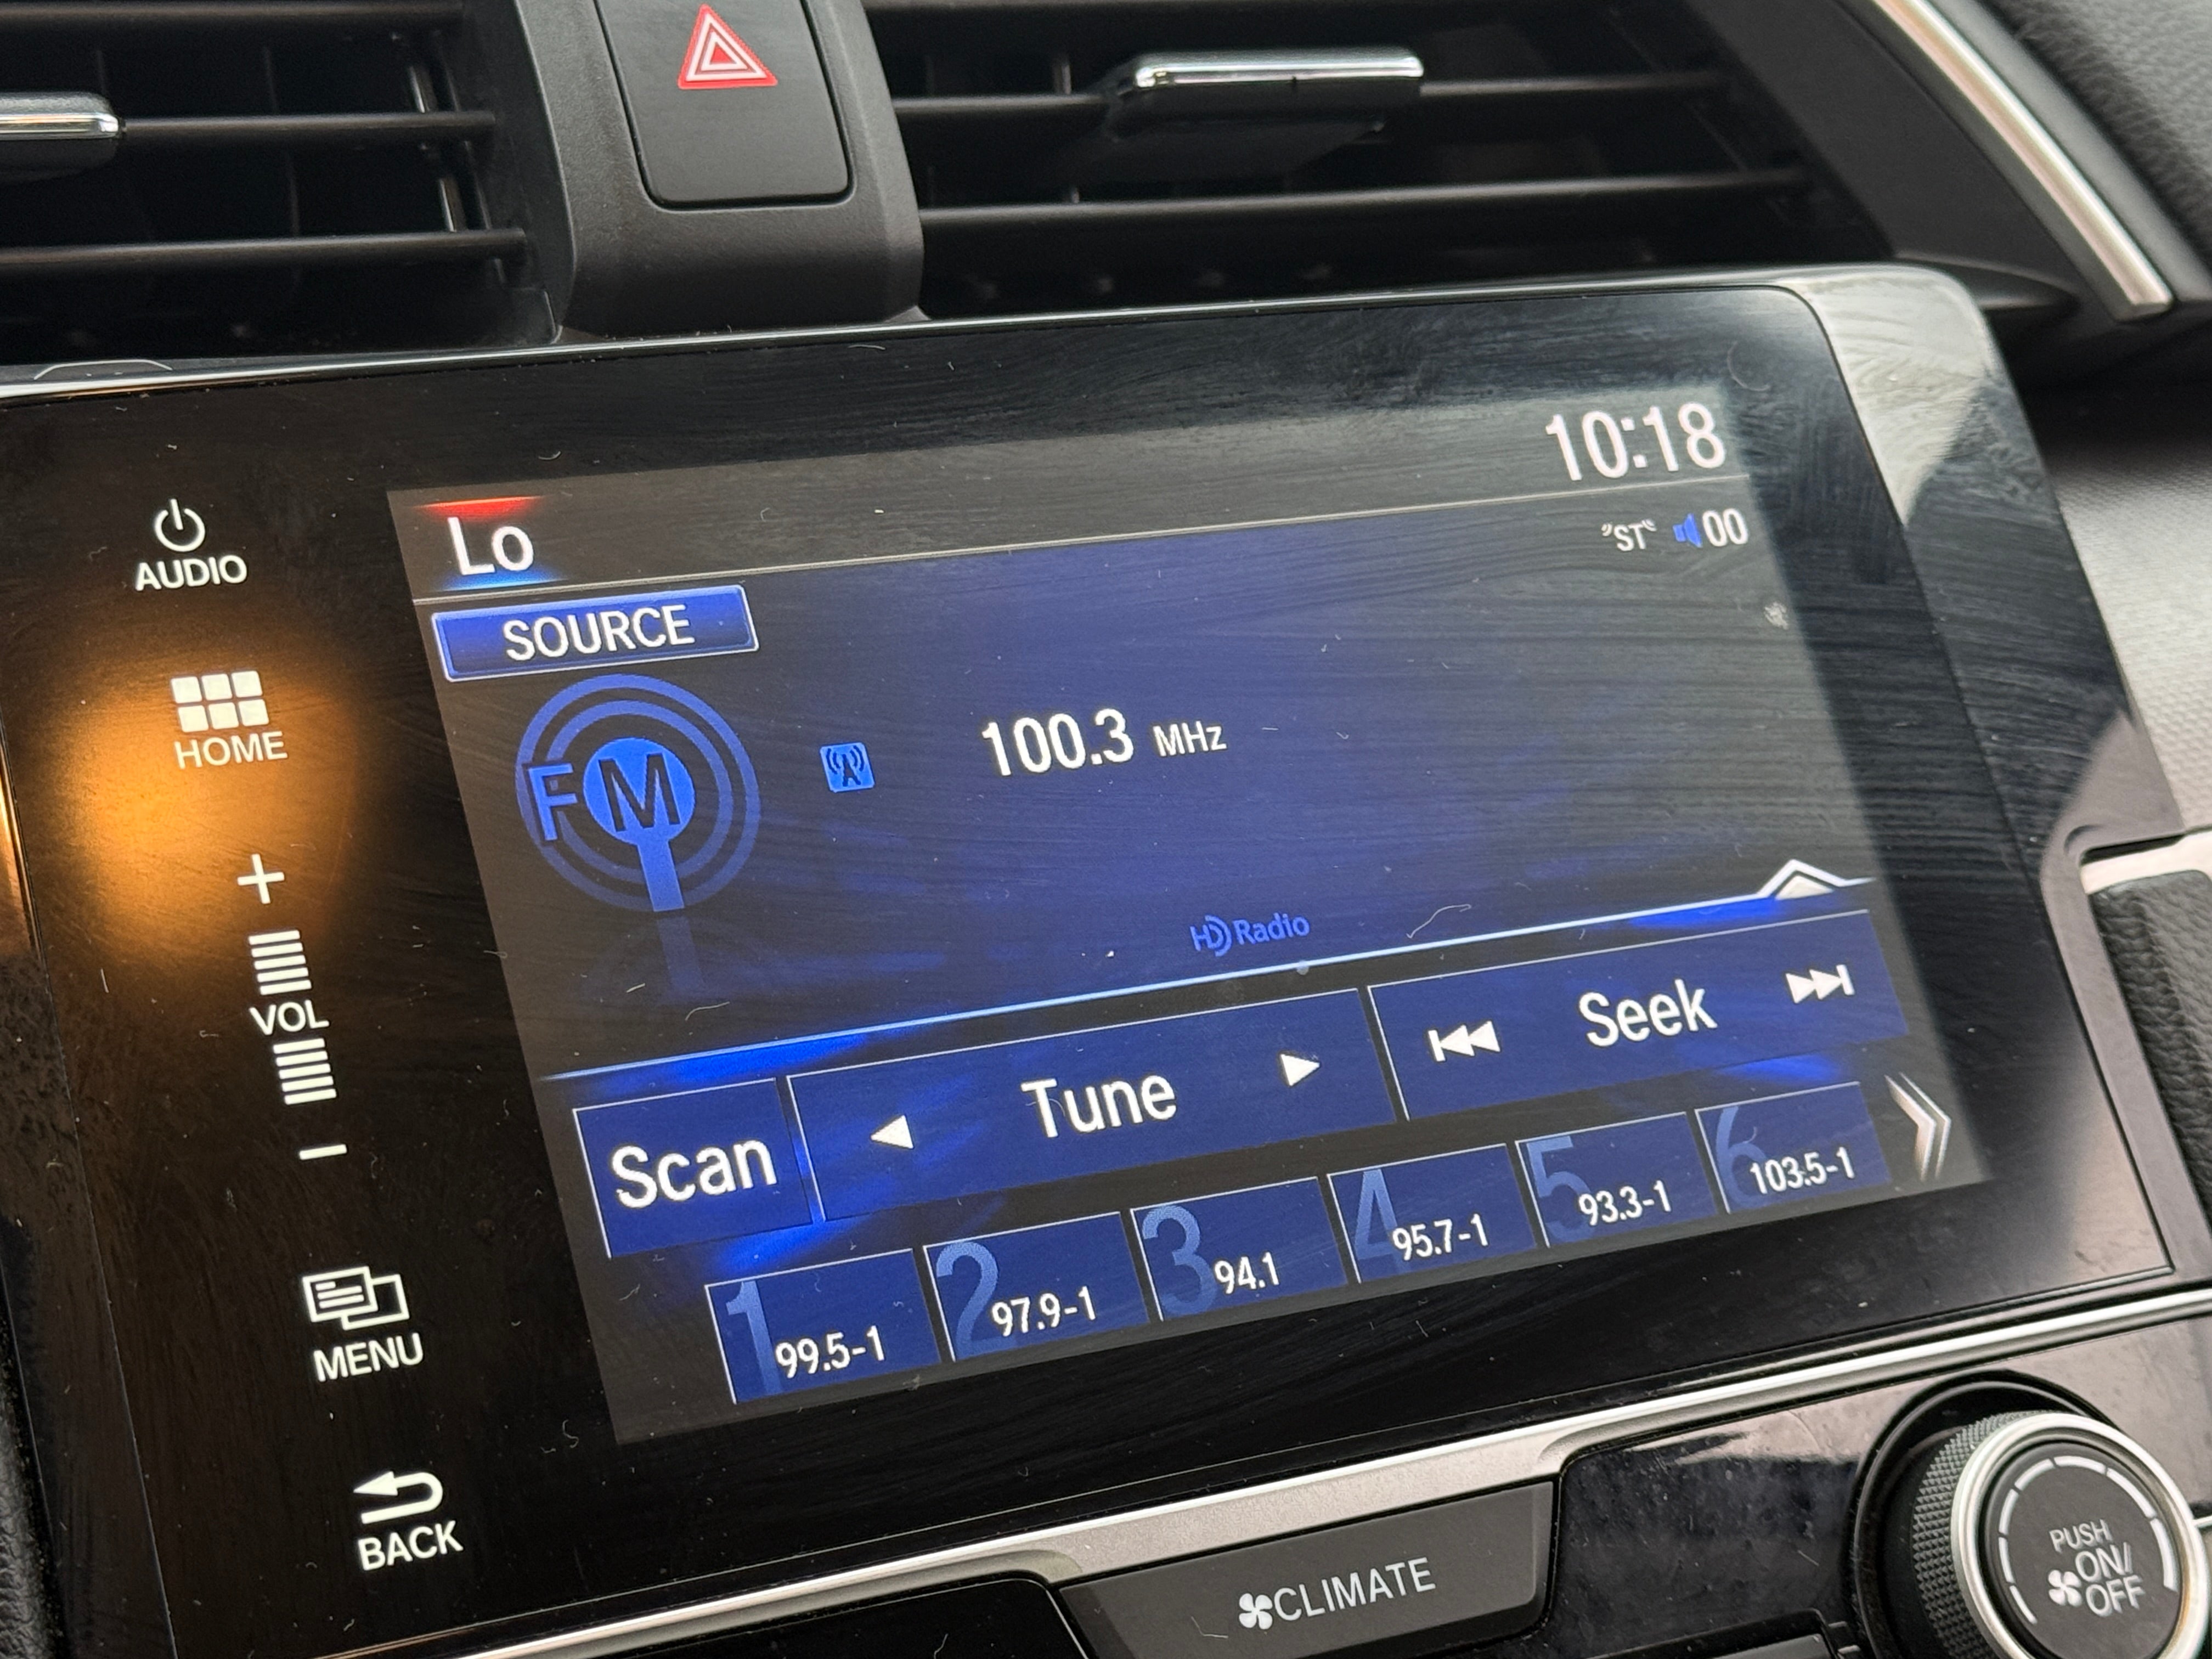 10:18
Lo
"ST" 00
AUDIO
SOURCE
HOME
FM
100.3 MHz
HD Radio
+
VOL
−
Scan
Tune
Seek
1 99.5-1
2 97.9-1
3 94.1
4 95.7-1
5 93.3-1
6 103.5-1
MENU
BACK
CLIMATE
PUSH
ON/
OFF